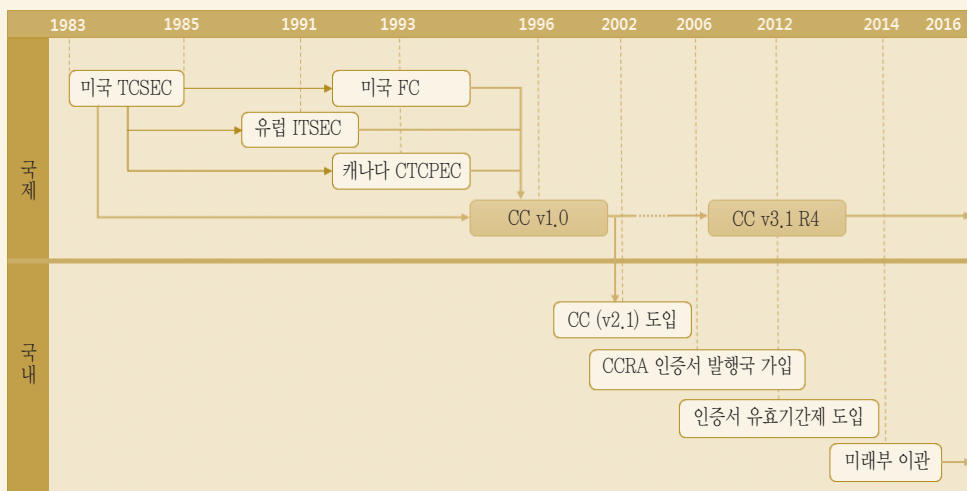 1983 1985 1991 1993 1996 2002 2006 2012 2014 2016
국제
미국 TCSEC
미국 FC
유럽 ITSEC
캐나다 CTCPEC
CC v1.0
CC v3.1 R4
국내
CC (v2.1) 도입
CCRA 인증서 발행국 가입
인증서 유효기간제 도입
미래부 이관